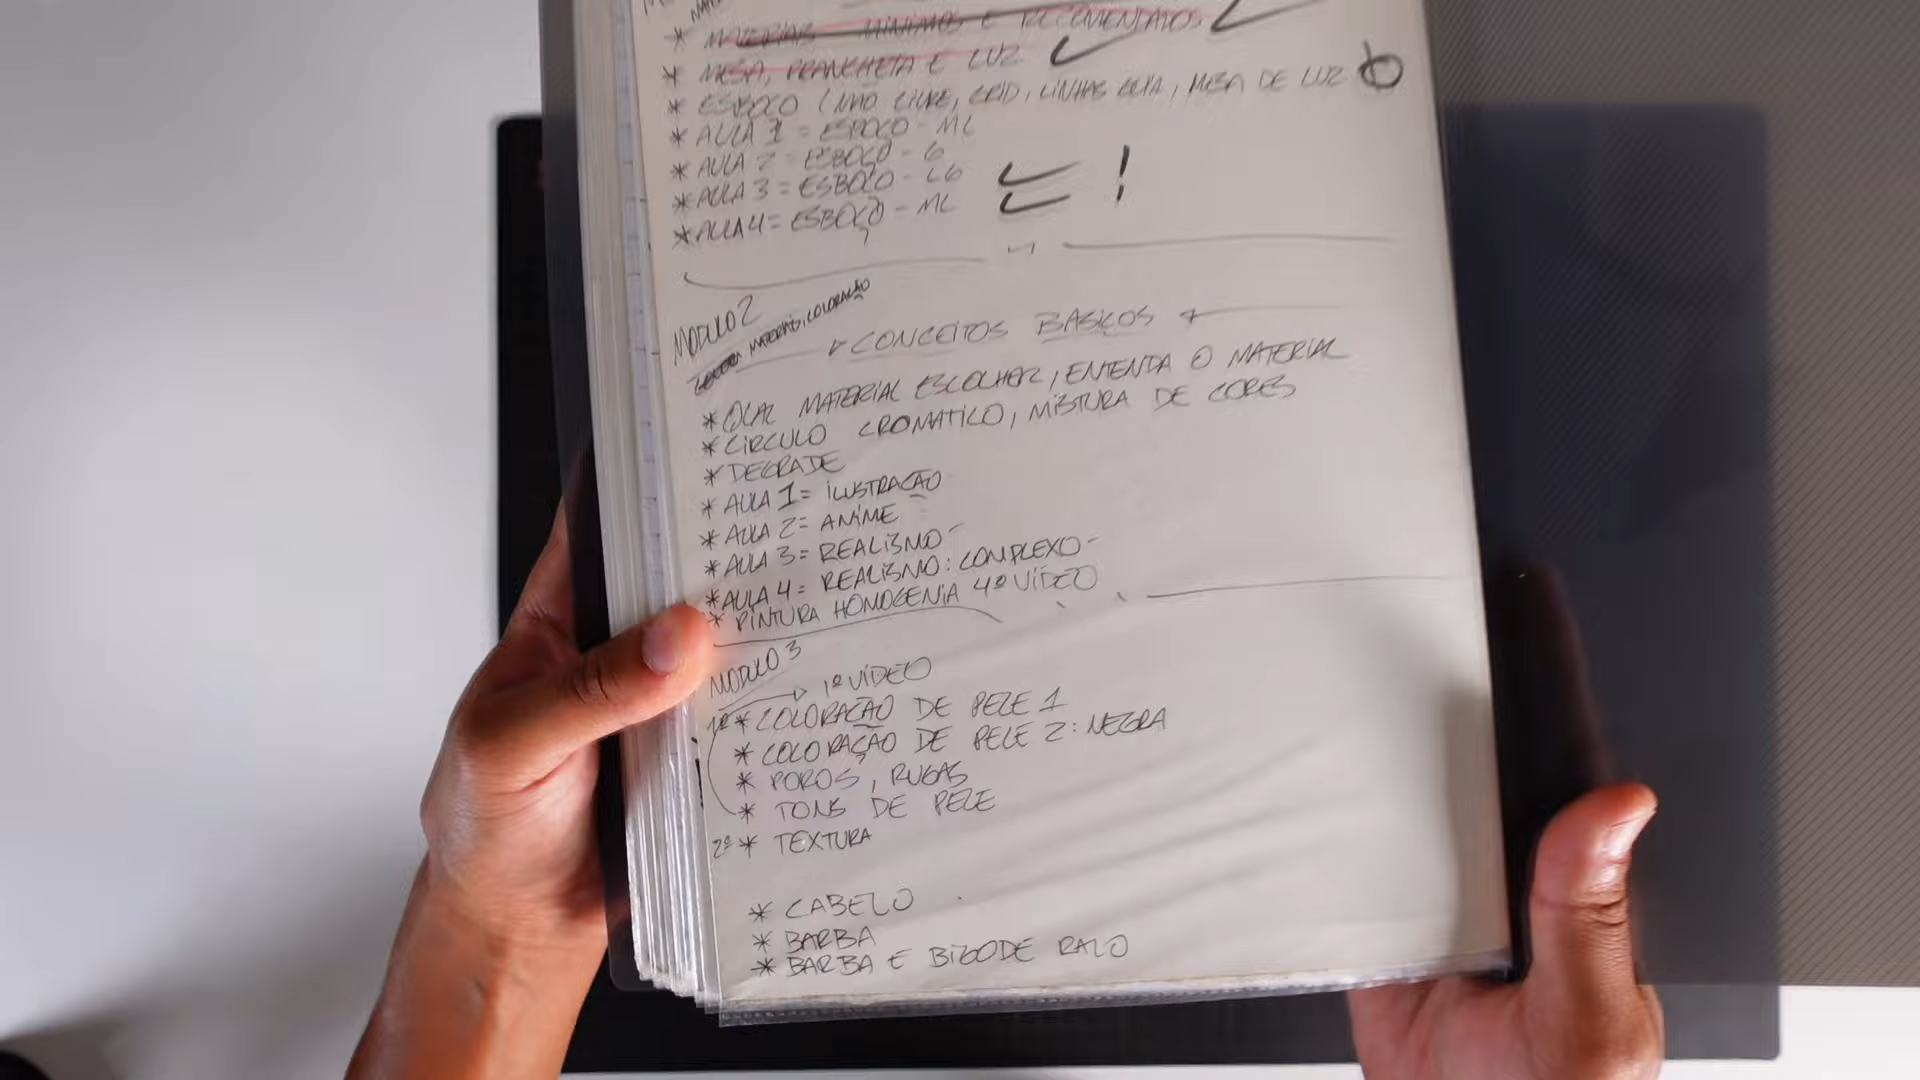 * MATERIAS MINIMOS E RECOMENDADOS
* MESA, PRANCHETA E LUZ
* ESBOÇO (MÃO LIVRE, GRID, LINHAS GUIA, MESA DE LUZ
* AULA 1 = ESBOÇO - ML
* AULA 2 = ESBOÇO - G
* AULA 3 = ESBOÇO - LG
* AULA 4 = ESBOÇO - ML
!
MODULO 2
MATERIAIS, COLORAÇÃO
CONCEITOS BASICOS
* QUAL MATERIAL ESCOLHER, ENTENDA O MATERIAL
* CIRCULO CROMATICO, MISTURA DE CORES
* DEGRADE
* AULA 1 = ILUSTRAÇÃO
* AULA 2 = ANIME
* AULA 3 = REALISMO -
* AULA 4 = REALISMO: COMPLEXO -
* PINTURA HOMOGENIA 4º VÍDEO
MODULO 3
1º VÍDEO
1º * COLORAÇÃO DE PELE 1
* COLORAÇÃO DE PELE 2: NEGRA
* POROS, RUGAS
* TONS DE PELE
2º * TEXTURA
* CABELO
* BARBA
* BARBA E BIGODE RALO